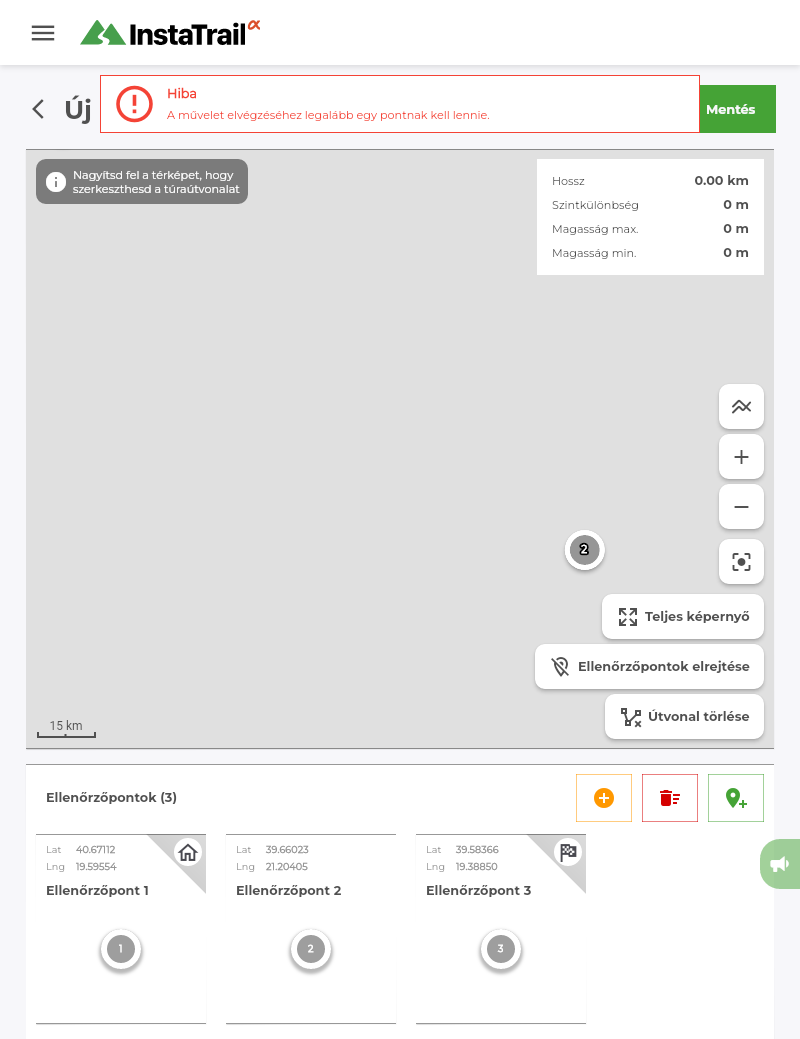 InstaTrail α
Új
Hiba
A művelet elvégzéséhez legalább egy pontnak kell lennie.
Mentés
Nagyítsd fel a térképet, hogy
szerkeszthesd a túraútvonalat
Hossz 0.00 km
Szintkülönbség 0 m
Magasság max. 0 m
Magasság min. 0 m
2
Teljes képernyő
Ellenőrzőpontok elrejtése
Útvonal törlése
15 km
Ellenőrzőpontok (3)
Lat 40.67112
Lng 19.59554
Ellenőrzőpont 1
1
Lat 39.66023
Lng 21.20405
Ellenőrzőpont 2
2
Lat 39.58366
Lng 19.38850
Ellenőrzőpont 3
3